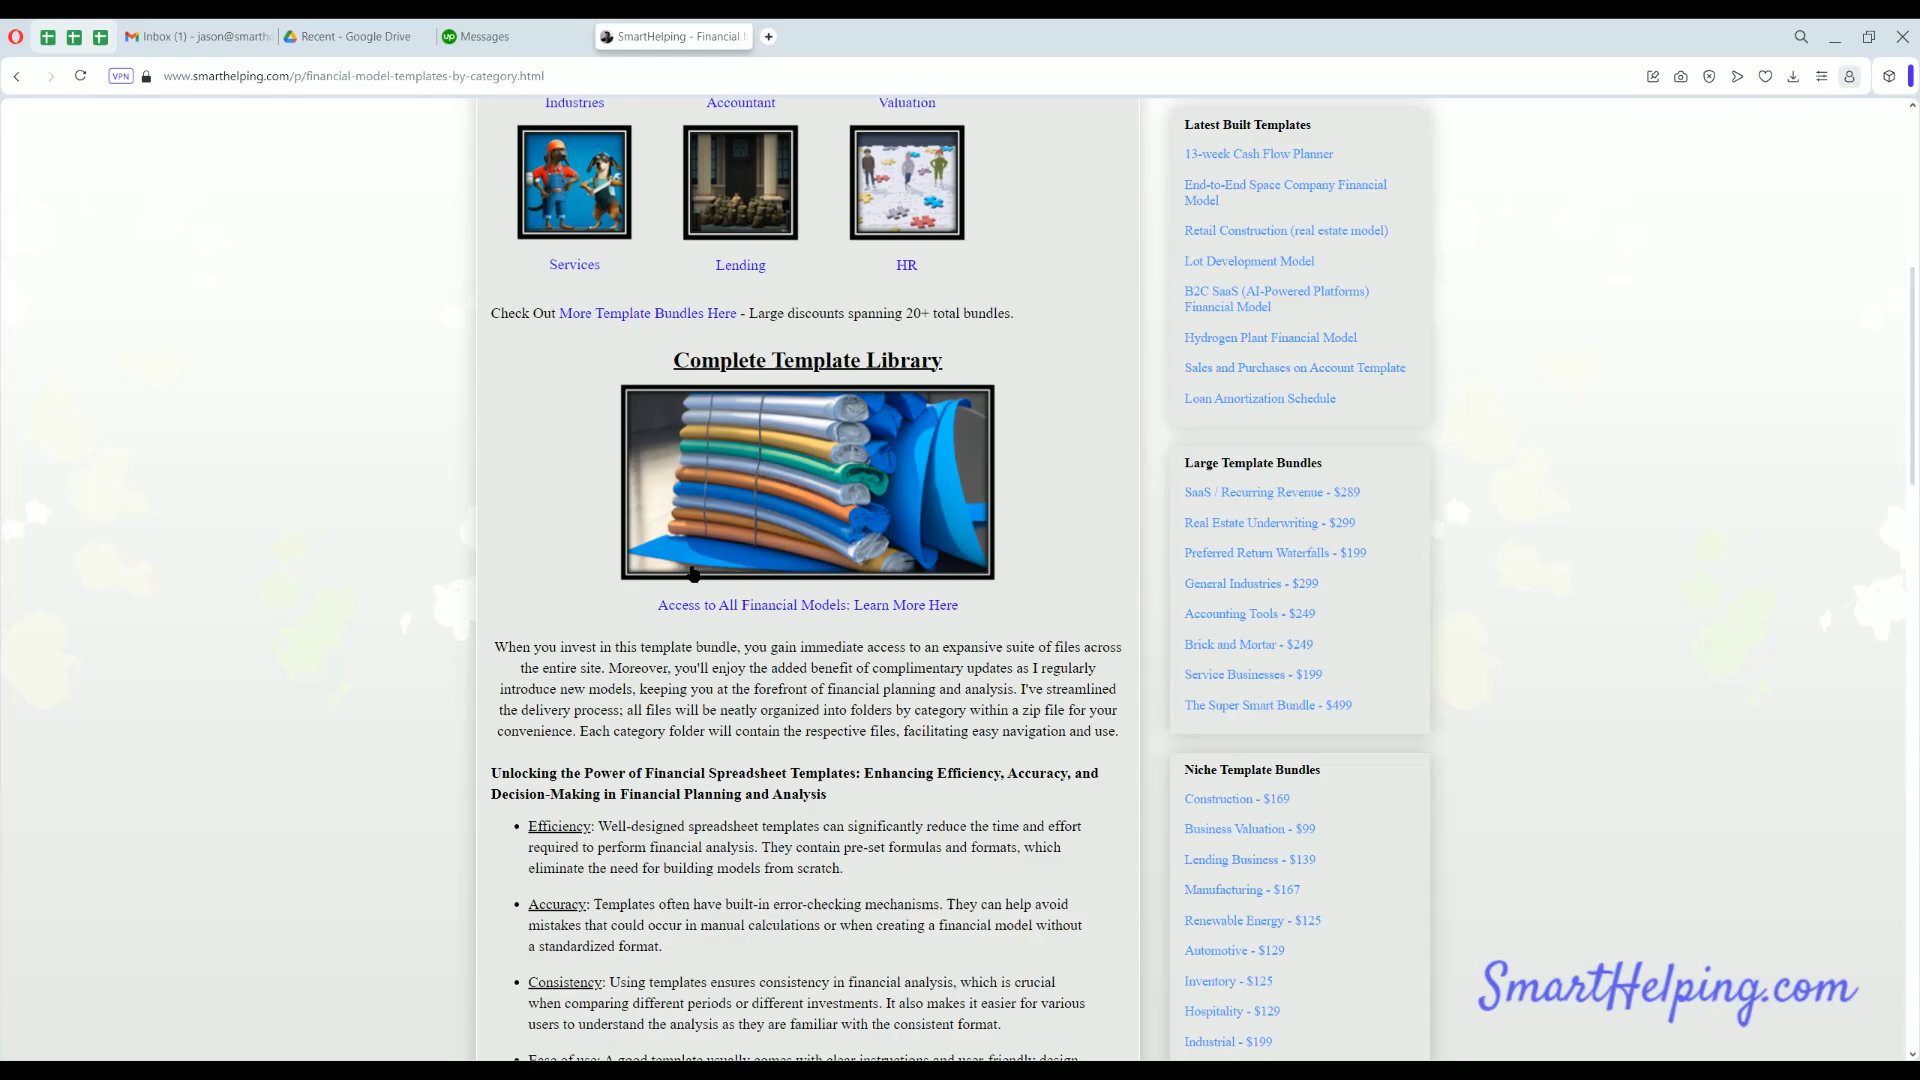 Inbox (1) - jason@smarth
Recent - Google Drive
up
Messages
SmartHelping - Financial
VPN
www.smarthelping.com/p/financial-model-templates-by-category.html
Industries
Accountant
Valuation
Services
Lending
HR
Check Out More Template Bundles Here - Large discounts spanning 20+ total bundles.
Complete Template Library
Access to All Financial Models: Learn More Here
When you invest in this template bundle, you gain immediate access to an expansive suite of files across
the entire site. Moreover, you'll enjoy the added benefit of complimentary updates as I regularly
introduce new models, keeping you at the forefront of financial planning and analysis. I've streamlined
the delivery process; all files will be neatly organized into folders by category within a zip file for your
convenience. Each category folder will contain the respective files, facilitating easy navigation and use.
Unlocking the Power of Financial Spreadsheet Templates: Enhancing Efficiency, Accuracy, and
Decision-Making in Financial Planning and Analysis
• Efficiency: Well-designed spreadsheet templates can significantly reduce the time and effort
required to perform financial analysis. They contain pre-set formulas and formats, which
eliminate the need for building models from scratch.
• Accuracy: Templates often have built-in error-checking mechanisms. They can help avoid
mistakes that could occur in manual calculations or when creating a financial model without
a standardized format.
• Consistency: Using templates ensures consistency in financial analysis, which is crucial
when comparing different periods or different investments. It also makes it easier for various
users to understand the analysis as they are familiar with the consistent format.
• Ease of use: A good template usually comes with clear instructions and user-friendly design,
Latest Built Templates
13-week Cash Flow Planner
End-to-End Space Company Financial
Model
Retail Construction (real estate model)
Lot Development Model
B2C SaaS (AI-Powered Platforms)
Financial Model
Hydrogen Plant Financial Model
Sales and Purchases on Account Template
Loan Amortization Schedule
Large Template Bundles
SaaS / Recurring Revenue - $289
Real Estate Underwriting - $299
Preferred Return Waterfalls - $199
General Industries - $299
Accounting Tools - $249
Brick and Mortar - $249
Service Businesses - $199
The Super Smart Bundle - $499
Niche Template Bundles
Construction - $169
Business Valuation - $99
Lending Business - $139
Manufacturing - $167
Renewable Energy - $125
Automotive - $129
Inventory - $125
Hospitality - $129
Industrial - $199
SmartHelping.com